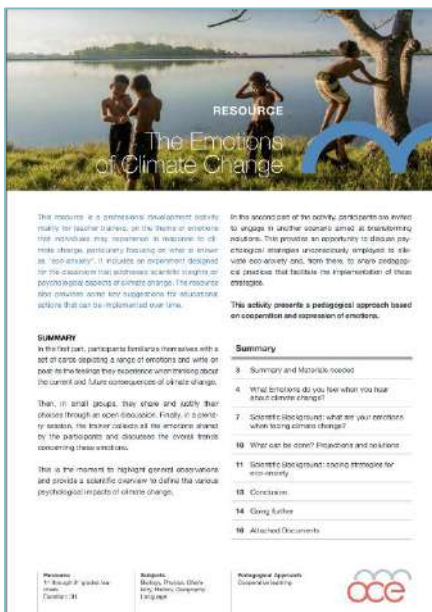 RESOURCE
The Emotions
of Climate Change
This resource is a professional development activity
mainly for teacher trainers, on the theme of emotions
that individuals may experience in response to cli-
mate change, particularly focusing on what is known
as "eco-anxiety". It includes an experiment designed
for the classroom that addresses scientific insights on
psychological aspects of climate change. The resource
also provides some key suggestions for educational
actions that can be implemented over time.
SUMMARY
In the first part, participants familiarize themselves with a
set of cards depicting a range of emotions and write on
post-its the feelings they experience when thinking about
the current and future consequences of climate change.
Then, in small groups, they share and justify their
choices through an open discussion. Finally, in a plen-
ary session, the trainer collects all the emotions shared
by the participants and discusses the overall trends
concerning these emotions.
This is the moment to highlight general observations
and provide a scientific overview to define the various
psychological impacts of climate change.
In the second part of the activity, participants are invited
to engage in another scenario aimed at brainstorming
solutions. This provides an opportunity to discuss psy-
chological strategies unconsciously employed to alle-
viate eco-anxiety and, from there, to share pedagog-
ical practices that facilitate the implementation of these
strategies.
This activity presents a pedagogical approach based
on cooperation and expression of emotions.
Summary
3 Summary and Materials needed
4 What Emotions do you feel when you hear
about climate change?
7 Scientific Background: what are your emotions
when facing climate change?
10 What can be done? Projections and solutions
11 Scientific Background: coping strategies for
eco-anxiety
13 Conclusion
14 Going further
16 Attached Documents
Duration: 3H
Subjects:
Biology, Physics, Chem-
istry, History, Geography,
Language
Pedagogical Approach:
Cooperative learning
oce